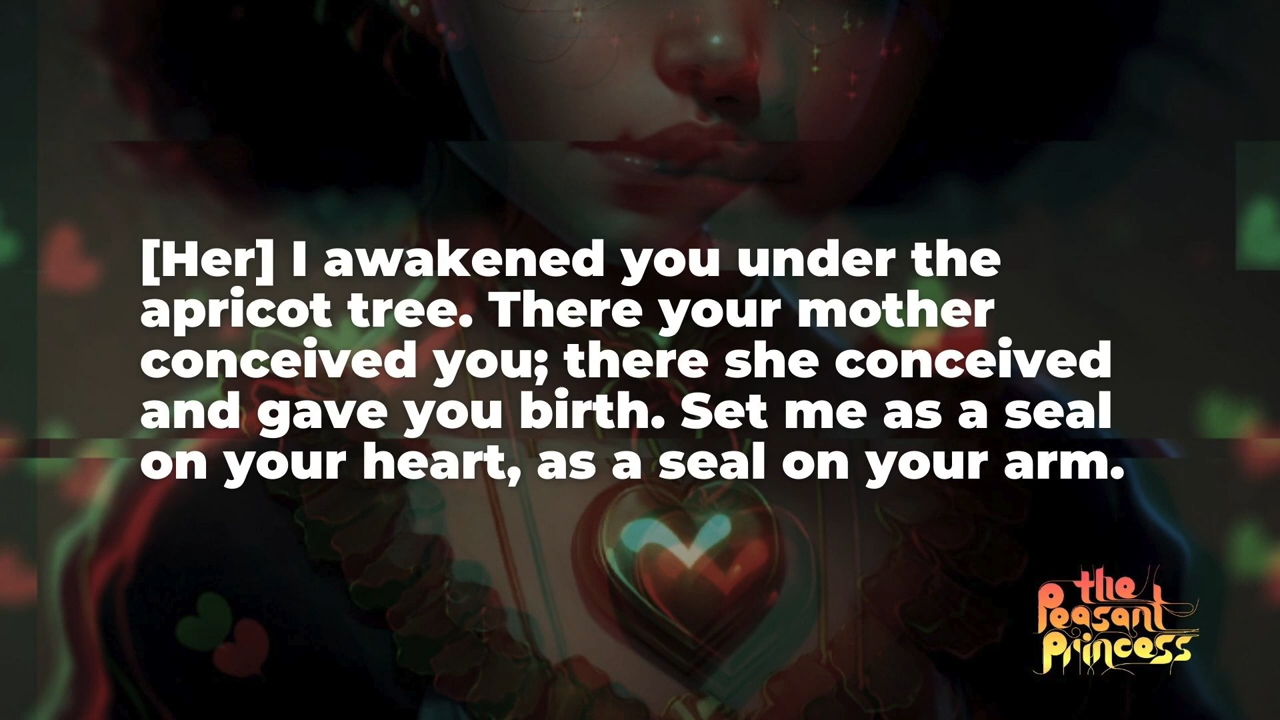 [Her] I awakened you under the
apricot tree. There your mother
conceived you; there she conceived
and gave you birth. Set me as a seal
on your heart, as a seal on your arm.
the
Peasant
Princess